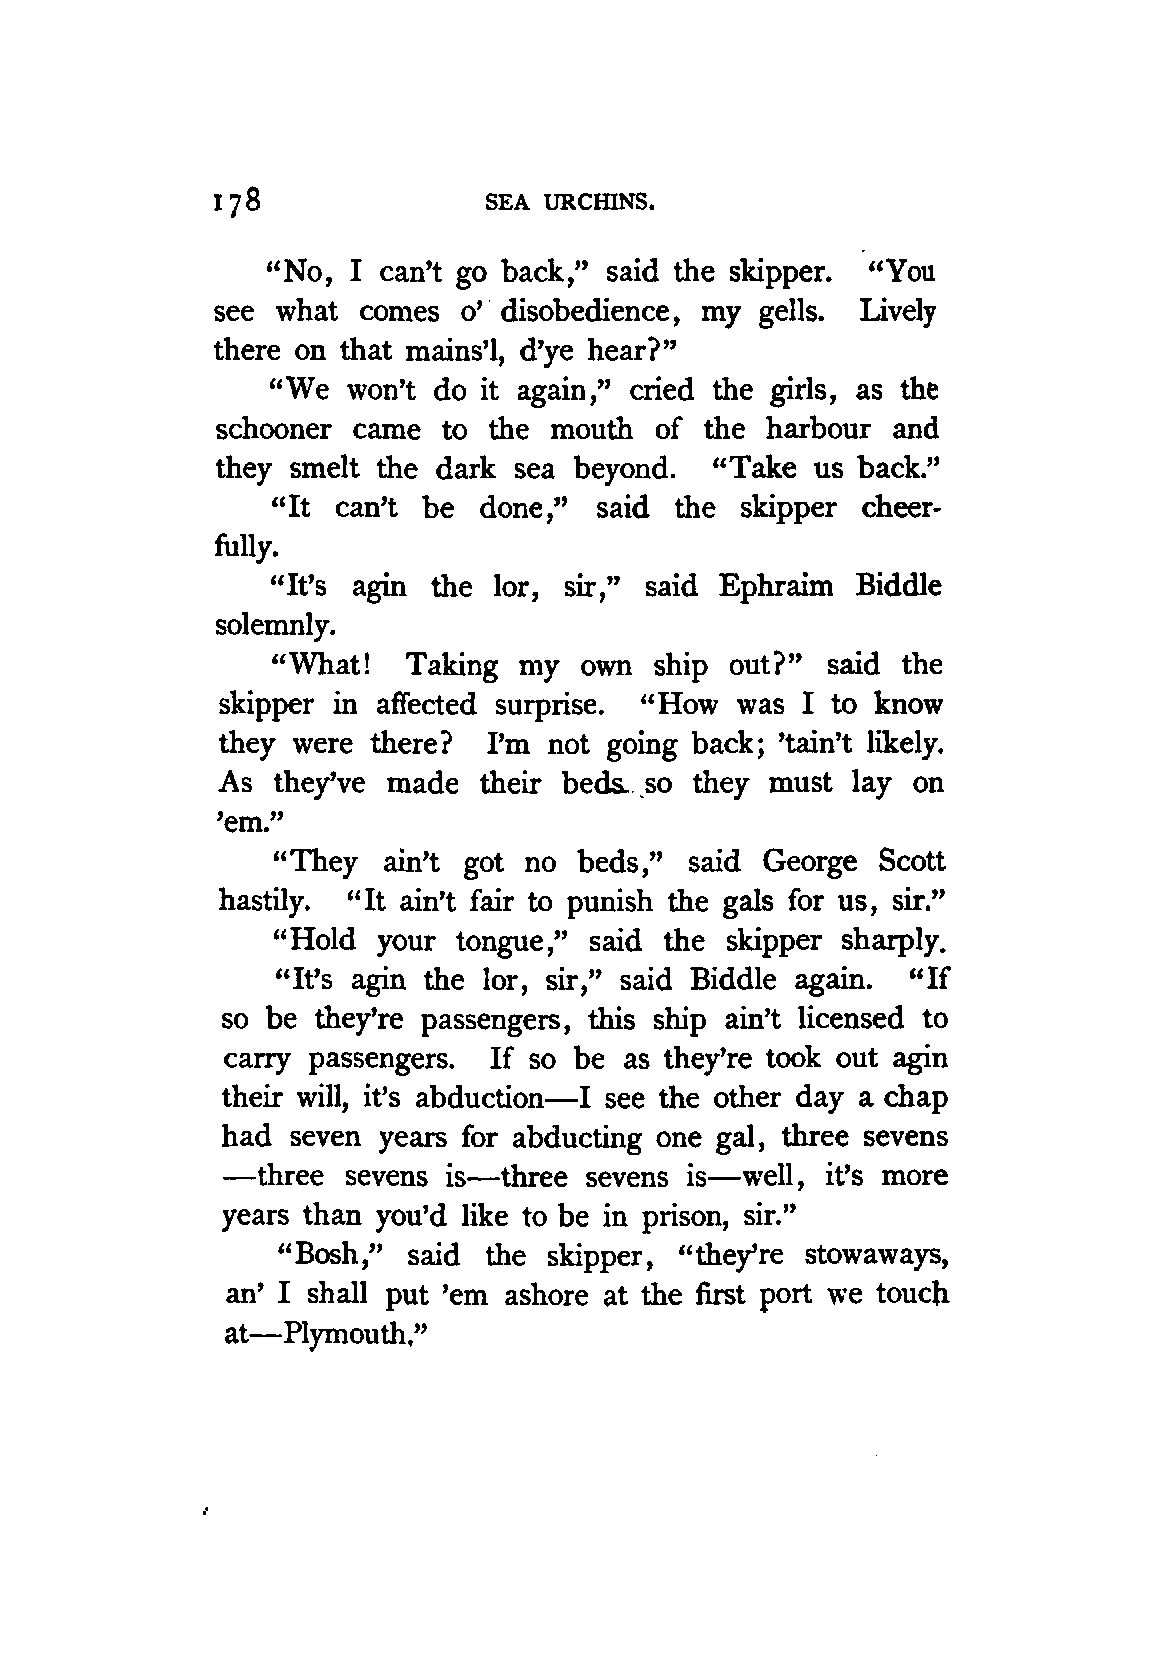 178 SEA URCHINS.
“No, I can’t go back,” said the skipper. “You
see what comes o’ disobedience, my gells. Lively
there on that mains’l, d’ye hear?”
“We won’t do it again,” cried the girls, as the
schooner came to the mouth of the harbour and
they smelt the dark sea beyond. “Take us back.”
“It can’t be done,” said the skipper cheer-
fully.
“It’s agin the lor, sir,” said Ephraim Biddle
solemnly.
“What! Taking my own ship out?” said the
skipper in affected surprise. “How was I to know
they were there? I’m not going back; ’tain’t likely.
As they’ve made their beds so they must lay on
’em.”
“They ain’t got no beds,” said George Scott
hastily. “It ain’t fair to punish the gals for us, sir.”
“Hold your tongue,” said the skipper sharply.
“It’s agin the lor, sir,” said Biddle again. “If
so be they’re passengers, this ship ain’t licensed to
carry passengers. If so be as they’re took out agin
their will, it’s abduction—I see the other day a chap
had seven years for abducting one gal, three sevens
—three sevens is—three sevens is—well, it’s more
years than you’d like to be in prison, sir.”
“Bosh,” said the skipper, “they’re stowaways,
an’ I shall put ’em ashore at the first port we touch
at—Plymouth.”